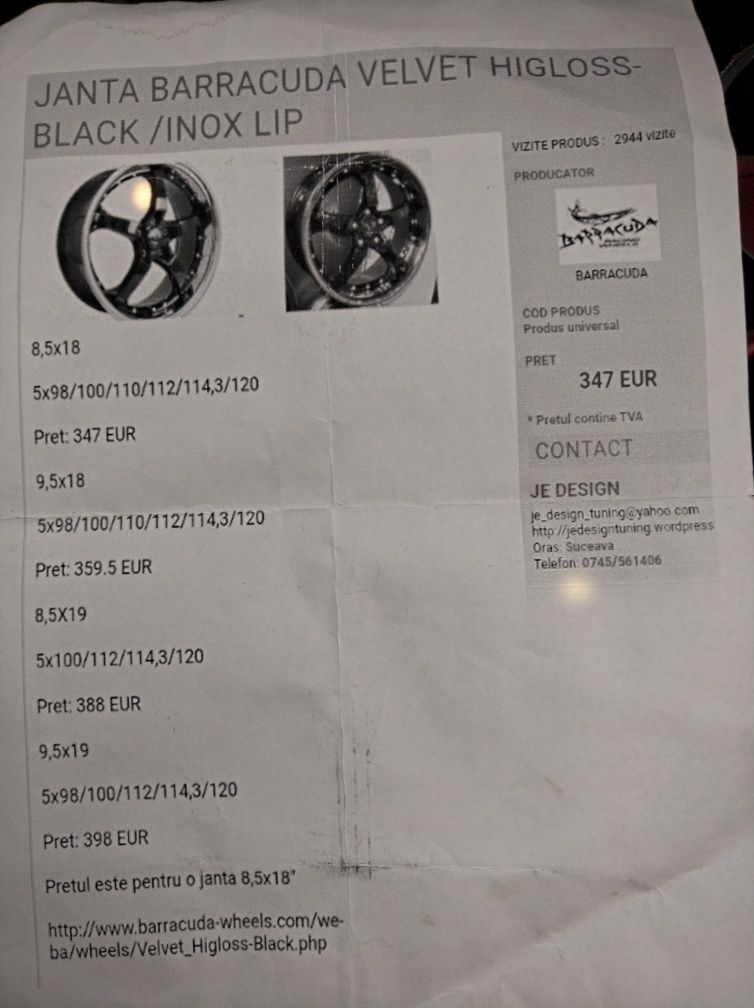 JANTA BARRACUDA VELVET HIGLOSS-
BLACK /INOX LIP
8,5x18
5x98/100/110/112/114,3/120
Pret: 347 EUR
9,5x18
5x98/100/110/112/114,3/120
Pret: 359.5 EUR
8,5X19
5x100/112/114,3/120
Pret: 388 EUR
9,5x19
5x98/100/112/114,3/120
Pret: 398 EUR
Pretul este pentru o janta 8,5x18"
http://www.barracuda-wheels.com/we-
ba/wheels/Velvet_Higloss-Black.php
VIZITE PRODUS : 2944 vizite
PRODUCATOR
BARRACUDA
RACING
WHEELS
BARRACUDA
COD PRODUS
Produs universal
PRET
347 EUR
* Pretul contine TVA
CONTACT
JE DESIGN
je_design_tuning@yahoo.com
http://jedesigntuning.wordpress
Oras: Suceava
Telefon: 0745/561406